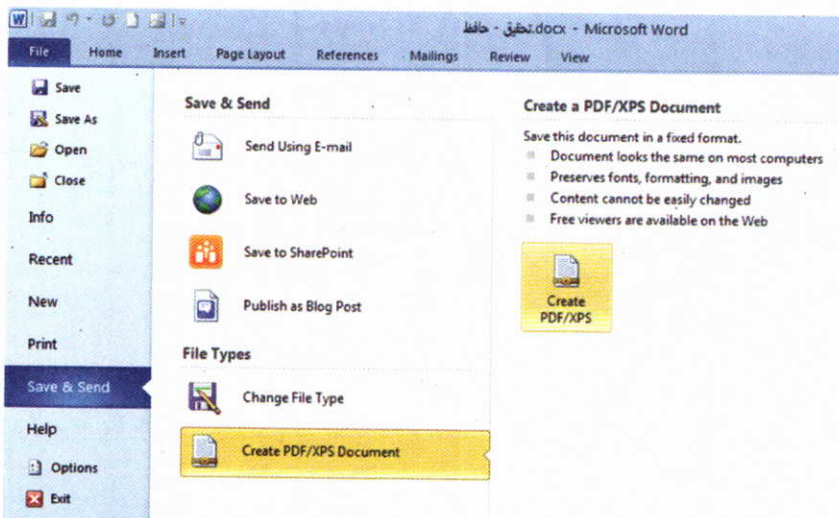 تحقيق - حافظ.docx - Microsoft Word
File Home Insert Page Layout References Mailings Review View
Save
Save As
Open
Close
Info
Recent
New
Print
Save & Send
Help
Options
Exit
Save & Send
Send Using E-mail
Save to Web
Save to SharePoint
Publish as Blog Post
File Types
Change File Type
Create PDF/XPS Document
Create a PDF/XPS Document
Save this document in a fixed format.
Document looks the same on most computers
Preserves fonts, formatting, and images
Content cannot be easily changed
Free viewers are available on the Web
Create
PDF/XPS